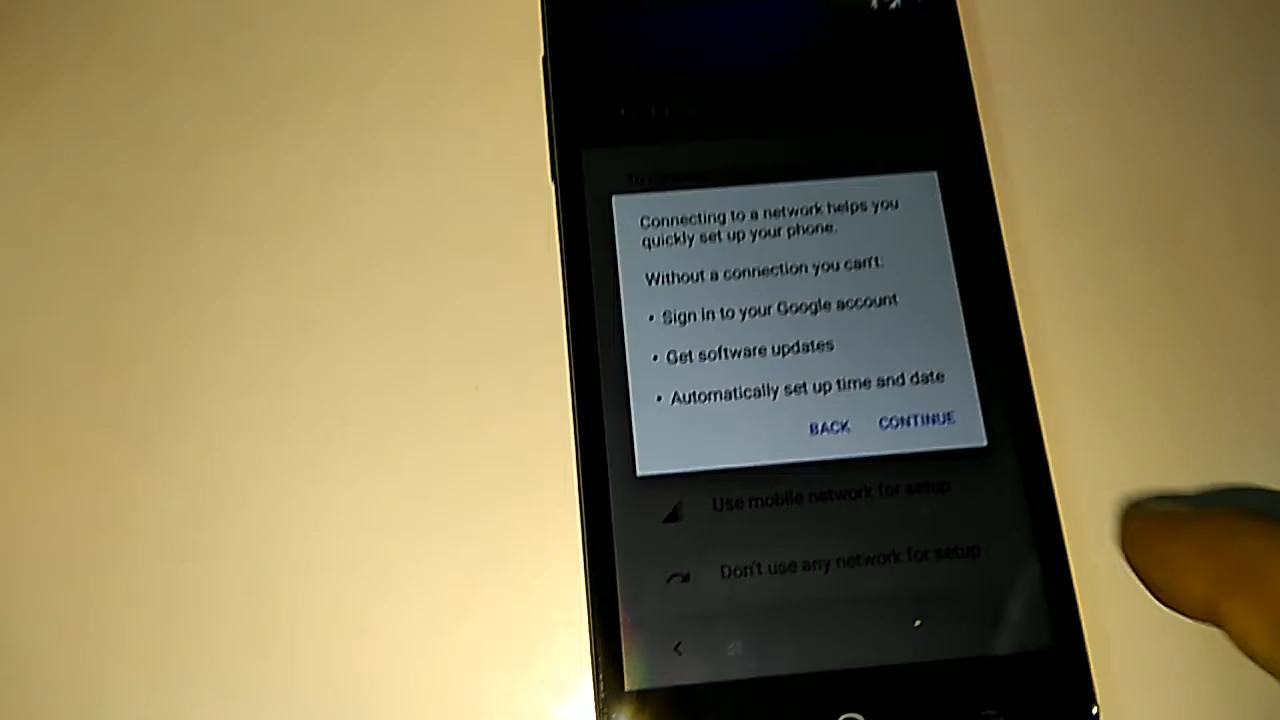 Connecting to a network helps you
quickly set up your phone.
Without a connection you can't:
• Sign in to your Google account
• Get software updates
• Automatically set up time and date
BACK CONTINUE
Use mobile network for setup
Don't use any network for setup